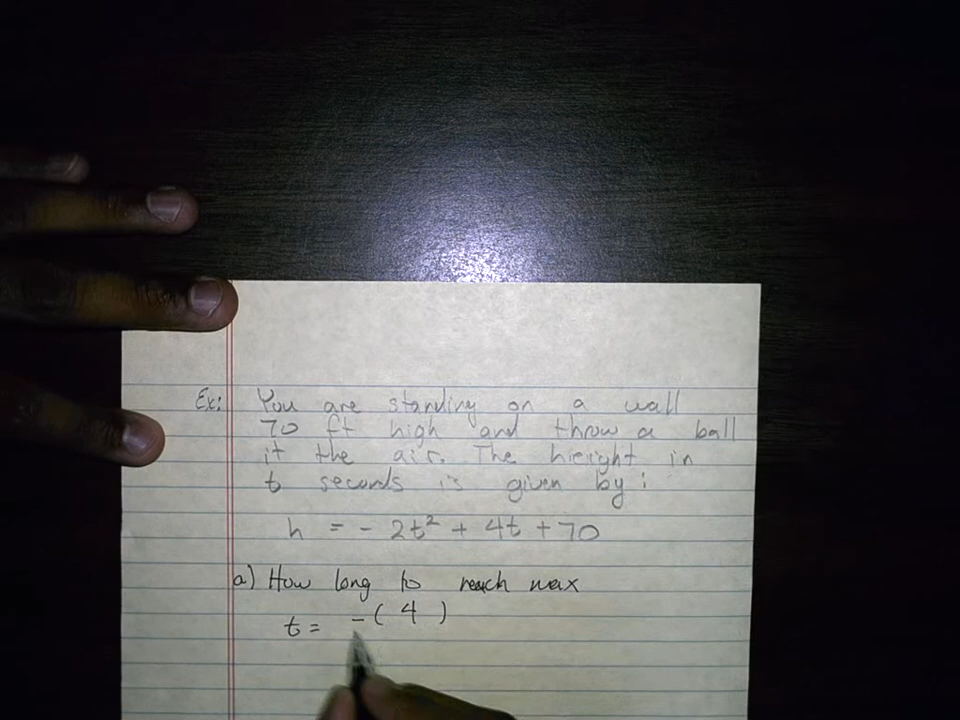 Ex: You are standing on a wall
70 ft high and throw a ball
it the air. The hieight in
t seconds is given by:
h = - 2t² + 4t + 70
a) How long to reach max
t = -( 4 )